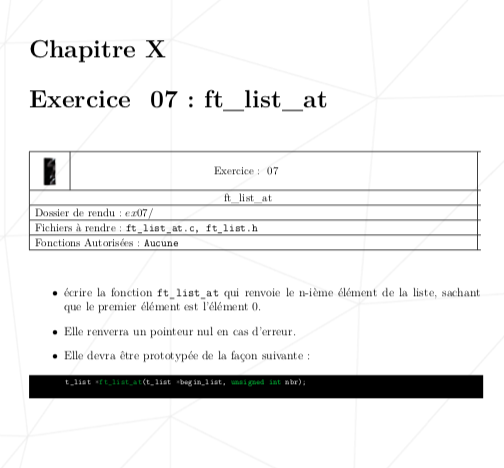 Chapitre X
Exercice 07 : ft_list_at
Exercice : 07
ft_list_at
Dossier de rendu : ex07/
Fichiers à rendre : ft_list_at.c, ft_list.h
Fonctions Autorisées : Aucune
• écrire la fonction ft_list_at qui renvoie le n-ième élément de la liste, sachant
que le premier élément est l'élément 0.
• Elle renverra un pointeur nul en cas d'erreur.
• Elle devra être prototypée de la façon suivante :
t_list *ft_list_at(t_list *begin_list, unsigned int nbr);